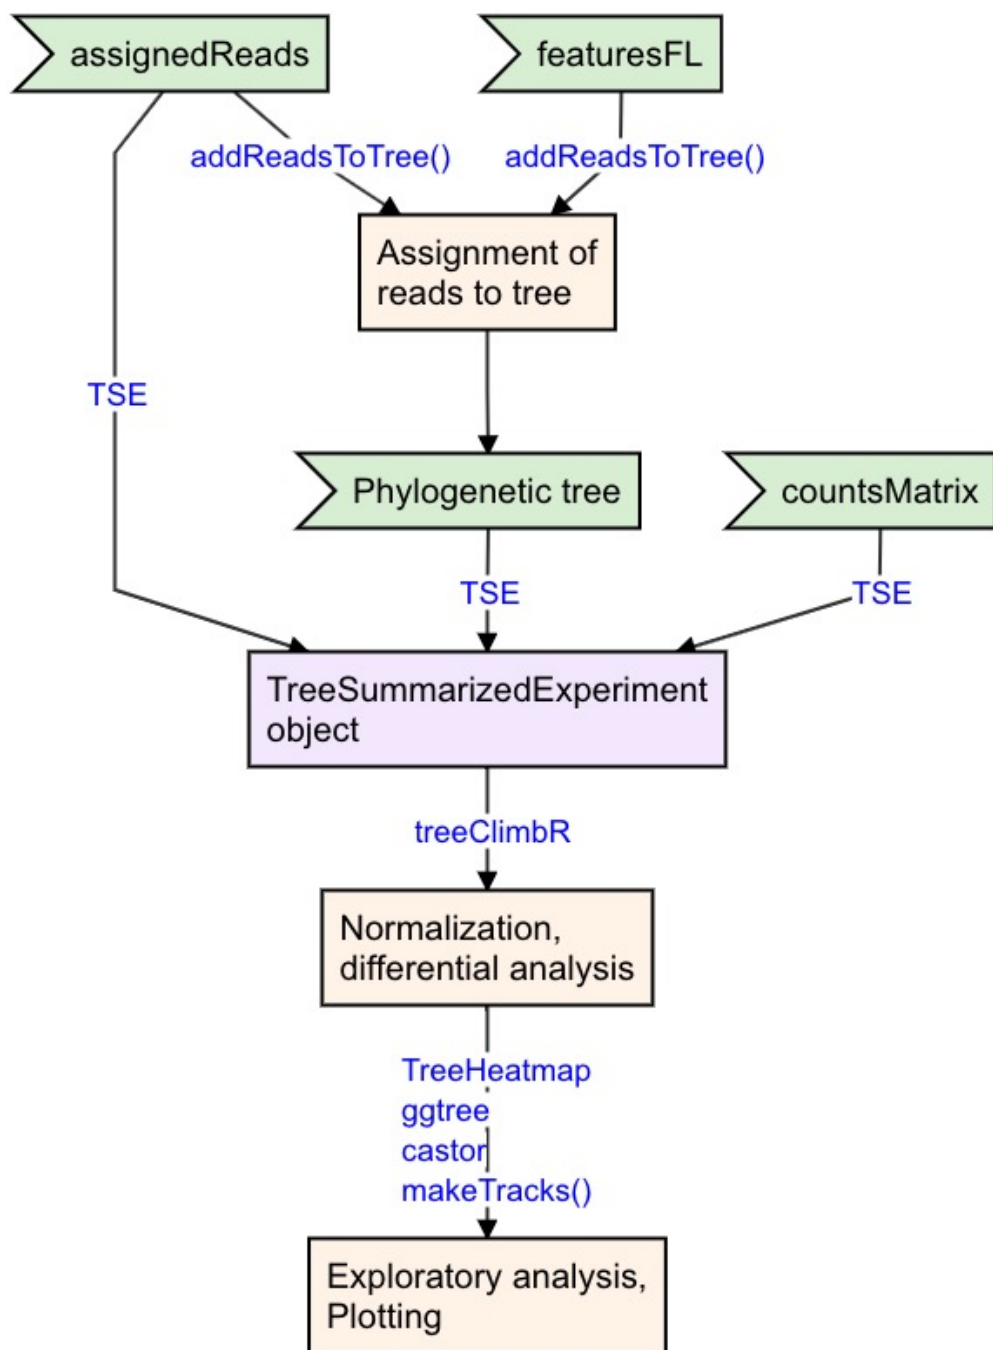 assignedReads
featuresFL
addReadsToTree()
addReadsToTree()
Assignment of
reads to tree
TSE
Phylogenetic tree
countsMatrix
TSE
TSE
TreeSummarizedExperiment
object
treeClimbR
Normalization,
differential analysis
TreeHeatmap
ggtree
castor
makeTracks()
Exploratory analysis,
Plotting